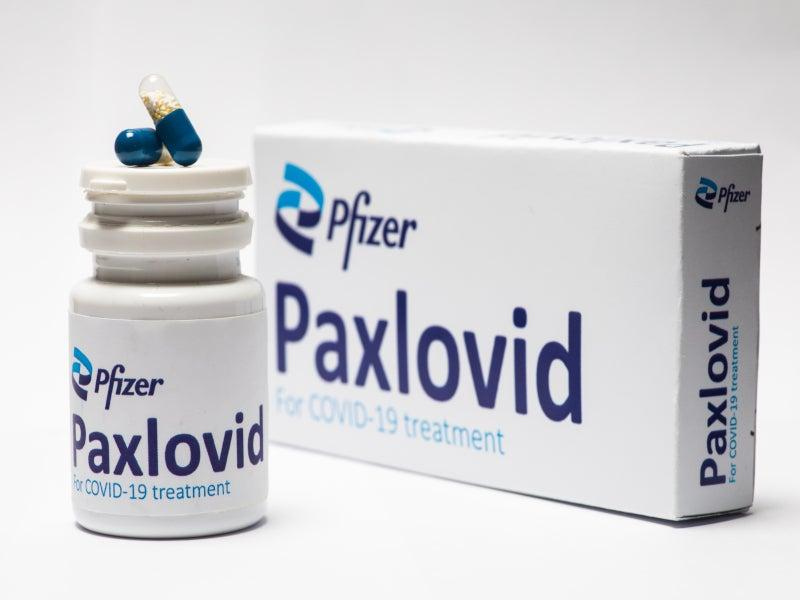 Pfizer
Paxlovid
For COVID-19 treatment
Pfizer
Paxlovid
For COVID-19 treatment
Pfizer
Paxlovid
For COVID-19 treatment